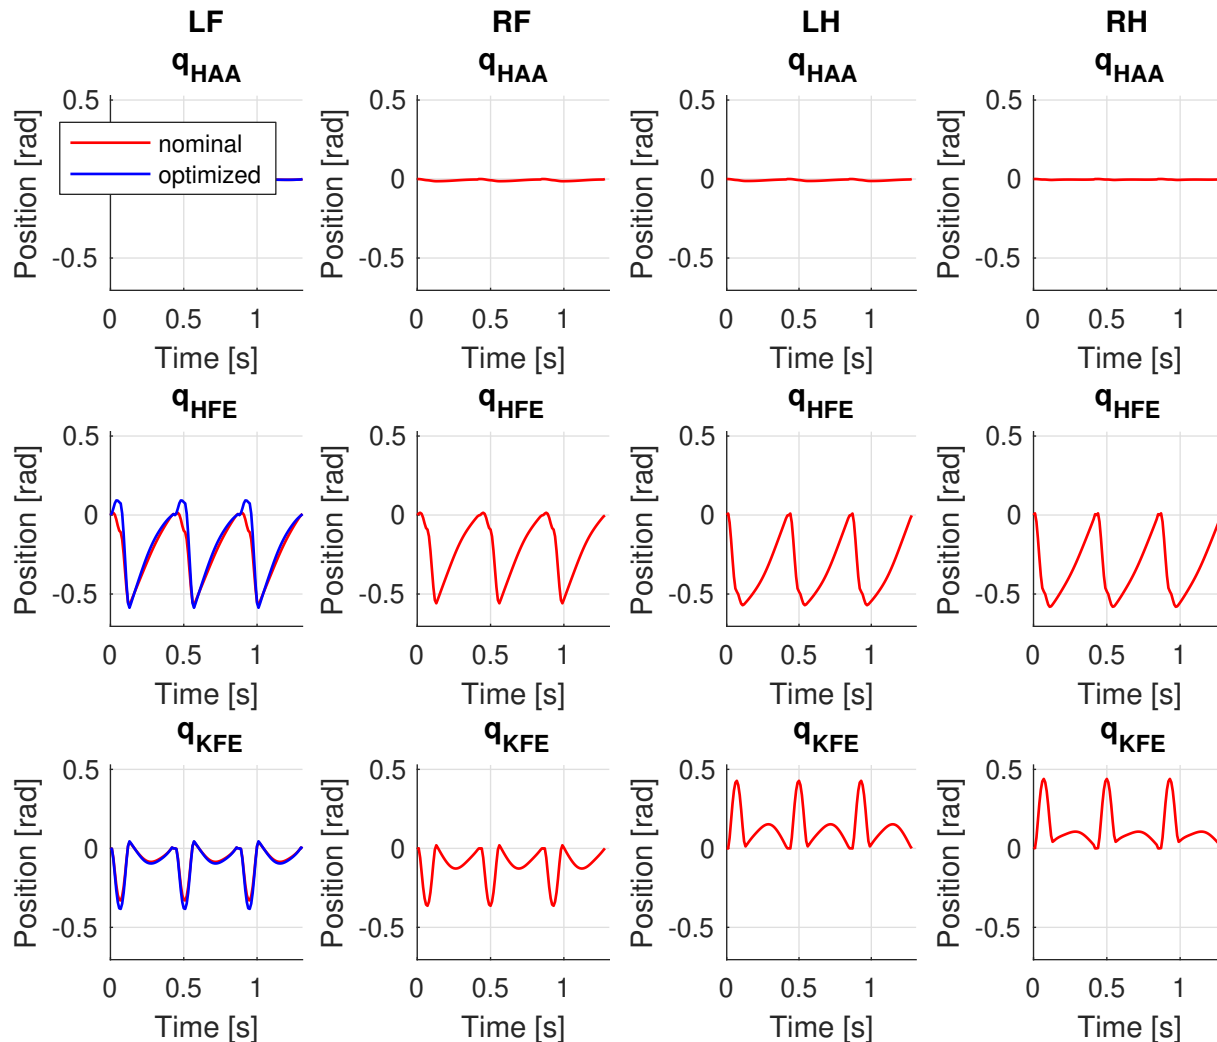 LF RF LH RH
qHAA qHAA qHAA qHAA
0.5 0.5 0.5 0.5
nominal
optimized
0 0 0
-0.5 -0.5 -0.5 -0.5
Position [rad] Position [rad] Position [rad] Position [rad]
0 0.5 1 0 0.5 1 0 0.5 1 0 0.5 1
Time [s] Time [s] Time [s] Time [s]
qHFE qHFE qHFE qHFE
0.5 0.5 0.5 0.5
0 0 0 0
-0.5 -0.5 -0.5 -0.5
Position [rad] Position [rad] Position [rad] Position [rad]
0 0.5 1 0 0.5 1 0 0.5 1 0 0.5 1
Time [s] Time [s] Time [s] Time [s]
qKFE qKFE qKFE qKFE
0.5 0.5 0.5 0.5
0 0 0 0
-0.5 -0.5 -0.5 -0.5
Position [rad] Position [rad] Position [rad] Position [rad]
0 0.5 1 0 0.5 1 0 0.5 1 0 0.5 1
Time [s] Time [s] Time [s] Time [s]